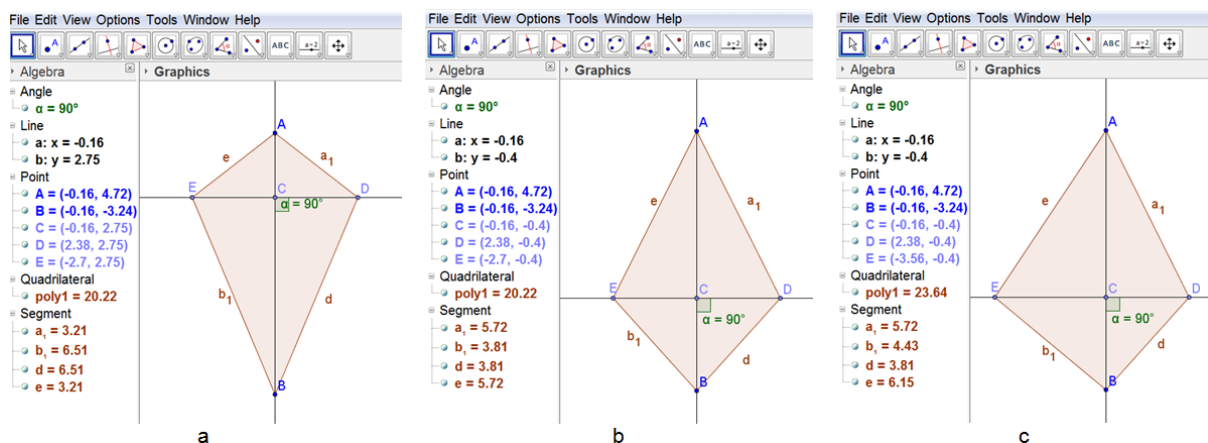 File Edit View Options Tools Window Help
A
ABC
a=2
Algebra
Graphics
Angle
α = 90°
Line
a: x = -0.16
b: y = 2.75
Point
A = (-0.16, 4.72)
B = (-0.16, -3.24)
C = (-0.16, 2.75)
D = (2.38, 2.75)
E = (-2.7, 2.75)
Quadrilateral
poly1 = 20.22
Segment
a₁ = 3.21
b₁ = 6.51
d = 6.51
e = 3.21
A
e
a₁
E
C
D
α = 90°
b₁
d
B
a
File Edit View Options Tools Window Help
A
ABC
a=2
Algebra
Graphics
Angle
α = 90°
Line
a: x = -0.16
b: y = -0.4
Point
A = (-0.16, 4.72)
B = (-0.16, -3.24)
C = (-0.16, -0.4)
D = (2.38, -0.4)
E = (-2.7, -0.4)
Quadrilateral
poly1 = 20.22
Segment
a₁ = 5.72
b₁ = 3.81
d = 3.81
e = 5.72
A
e
a₁
E
C
D
α = 90°
b₁
d
B
b
File Edit View Options Tools Window Help
A
ABC
a=2
Algebra
Graphics
Angle
α = 90°
Line
a: x = -0.16
b: y = -0.4
Point
A = (-0.16, 4.72)
B = (-0.16, -3.24)
C = (-0.16, -0.4)
D = (2.38, -0.4)
E = (-3.56, -0.4)
Quadrilateral
poly1 = 23.64
Segment
a₁ = 5.72
b₁ = 4.43
d = 3.81
e = 6.15
A
e
a₁
E
C
D
α = 90°
b₁
d
B
c